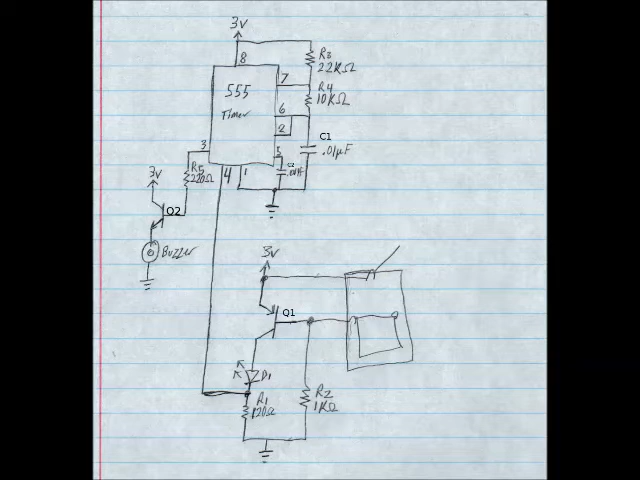 3V
8
R3
22KΩ
7
555
Timer
R4
10KΩ
6
2
C1
.01µF
3
5
C2
R5
220Ω
4
1
3V
Q2
Buzzer
3V
Q1
D1
R1
120Ω
R2
1KΩ